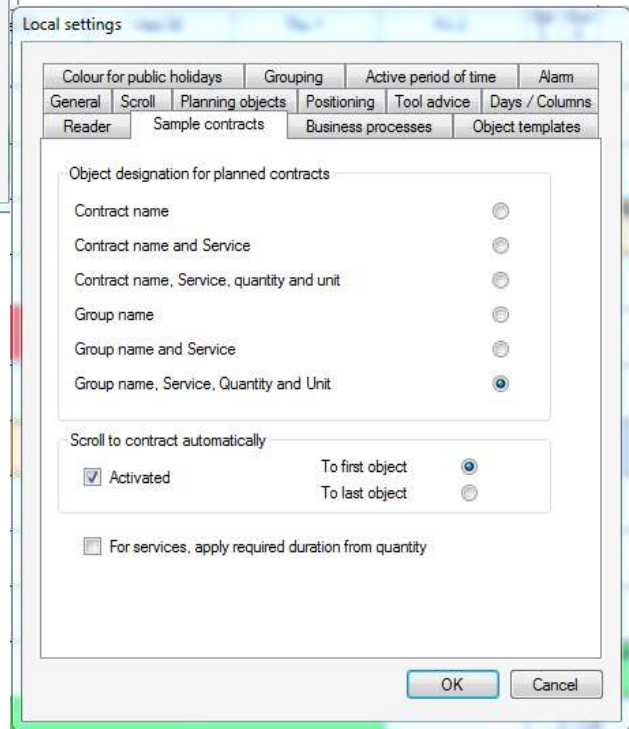 Local settings
Colour for public holidays Grouping Active period of time Alarm
General Scroll Planning objects Positioning Tool advice Days / Columns
Reader Sample contracts Business processes Object templates
Object designation for planned contracts
Contract name
Contract name and Service
Contract name, Service, quantity and unit
Group name
Group name and Service
Group name, Service, Quantity and Unit
Scroll to contract automatically
Activated To first object
To last object
For services, apply required duration from quantity
OK Cancel